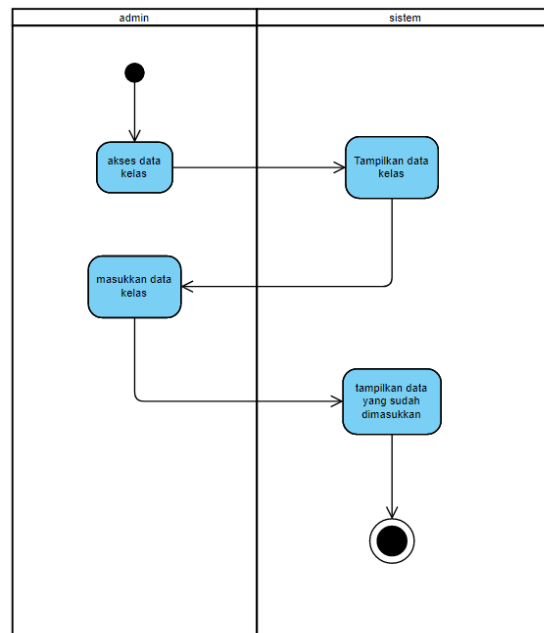 admin
sistem
akses data
kelas
Tampilkan data
kelas
masukkan data
kelas
tampilkan data
yang sudah
dimasukkan